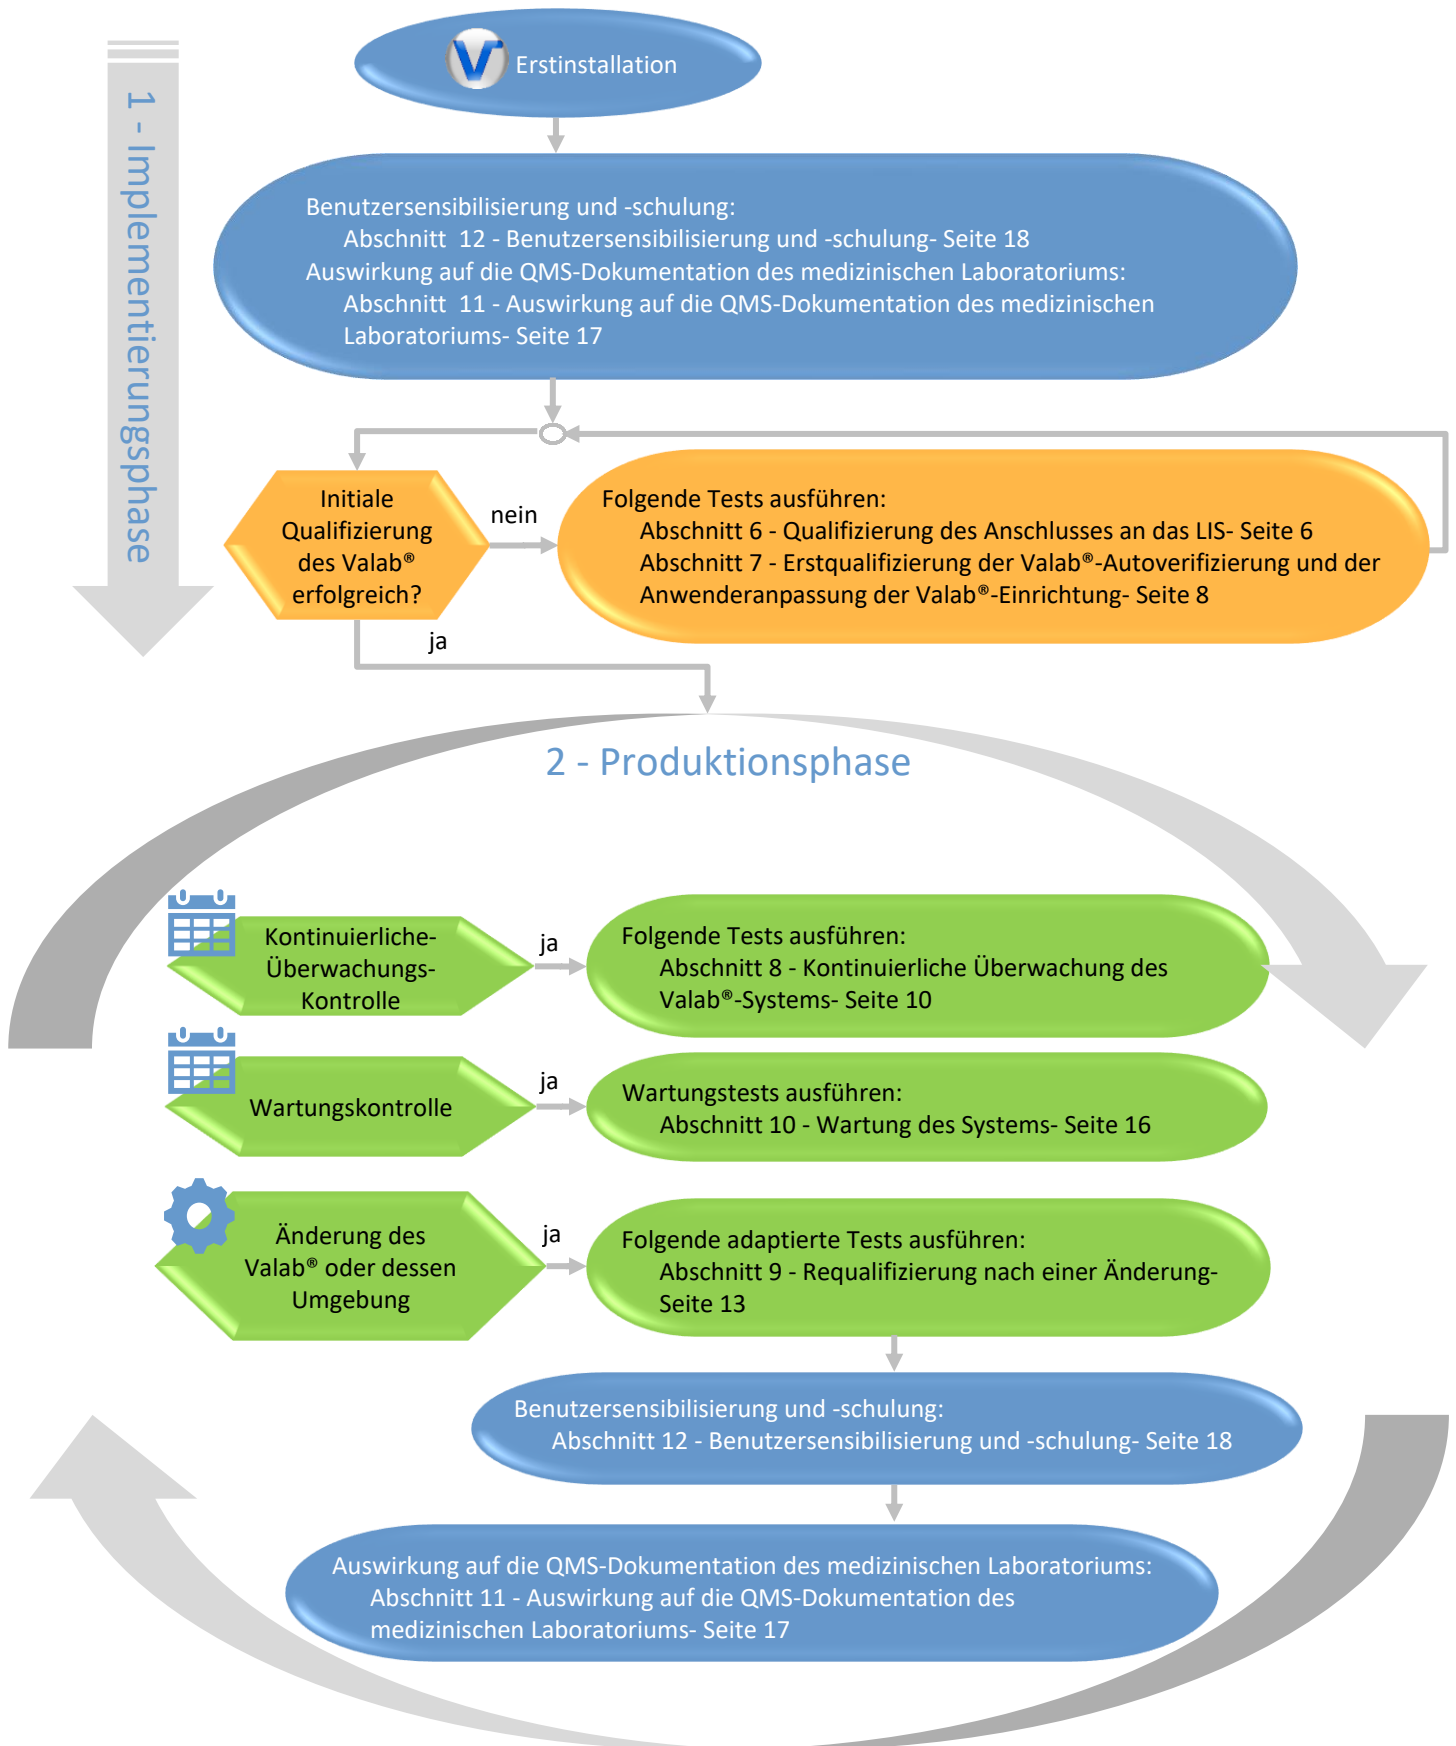 V Erstinstallation
1 - Implementierungsphase
Benutzersensibilisierung und -schulung:
Abschnitt 12 - Benutzersensibilisierung und -schulung- Seite 18
Auswirkung auf die QMS-Dokumentation des medizinischen Laboratoriums:
Abschnitt 11 - Auswirkung auf die QMS-Dokumentation des medizinischen
Laboratoriums- Seite 17
Initiale
Qualifizierung
des Valab®
erfolgreich?
nein
Folgende Tests ausführen:
Abschnitt 6 - Qualifizierung des Anschlusses an das LIS- Seite 6
Abschnitt 7 - Erstqualifizierung der Valab®-Autoverifizierung und der
Anwenderanpassung der Valab®-Einrichtung- Seite 8
ja
2 - Produktionsphase
Kontinuierliche-
Überwachungs-
Kontrolle
ja
Folgende Tests ausführen:
Abschnitt 8 - Kontinuierliche Überwachung des
Valab®-Systems- Seite 10
Wartungskontrolle
ja
Wartungstests ausführen:
Abschnitt 10 - Wartung des Systems- Seite 16
Änderung des
Valab® oder dessen
Umgebung
ja
Folgende adaptierte Tests ausführen:
Abschnitt 9 - Requalifizierung nach einer Änderung-
Seite 13
Benutzersensibilisierung und -schulung:
Abschnitt 12 - Benutzersensibilisierung und -schulung- Seite 18
Auswirkung auf die QMS-Dokumentation des medizinischen Laboratoriums:
Abschnitt 11 - Auswirkung auf die QMS-Dokumentation des
medizinischen Laboratoriums- Seite 17